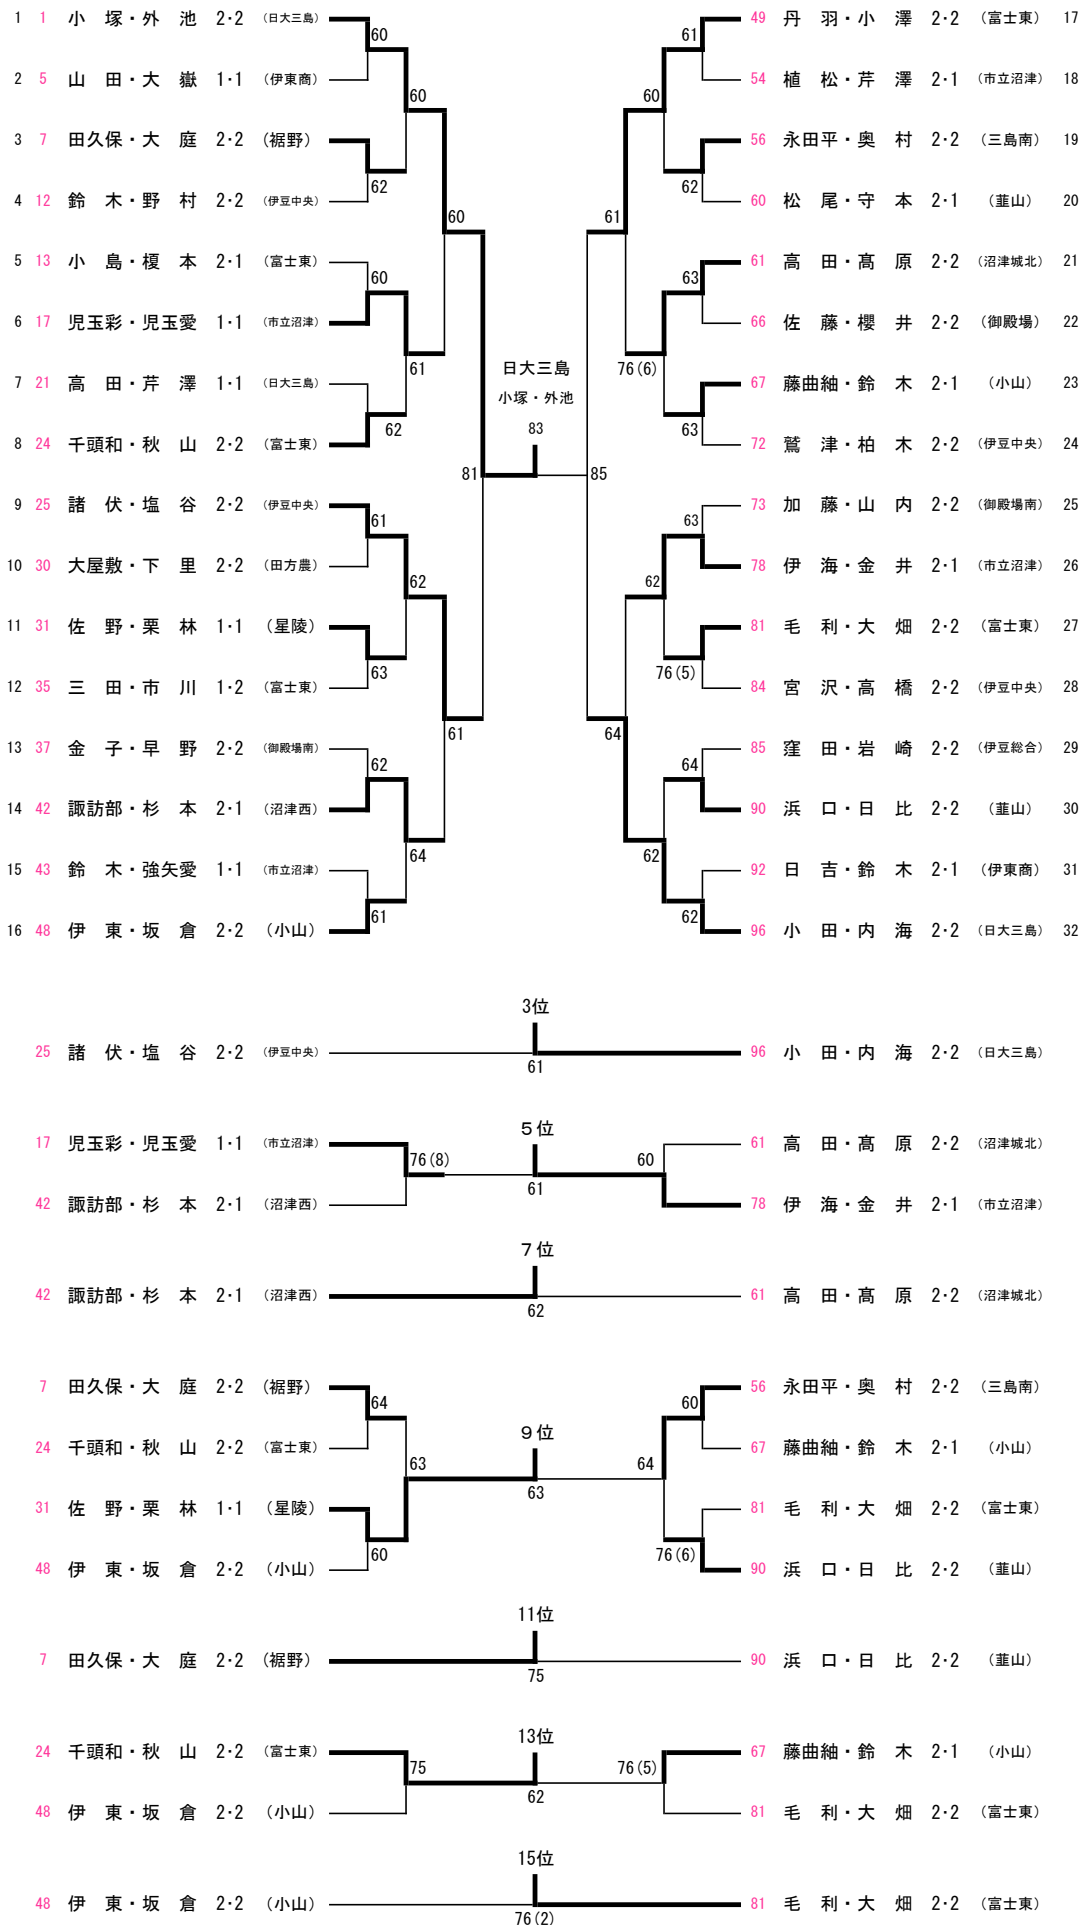 1 1 小 塚・外 池 2・2 (日大三島) 49 丹 羽・小 澤 2・2 (富士東) 17
60 61
2 5 山 田・大 嶽 1・1 (伊東商) 54 植 松・芹 澤 2・1 (市立沼津) 18
60 60
3 7 田久保・大 庭 2・2 (裾野) 56 永田平・奥 村 2・2 (三島南) 19
62 62
4 12 鈴 木・野 村 2・2 (伊豆中央) 60 松 尾・守 本 2・1 (韮山) 20
60 61
5 13 小 島・榎 本 2・1 (富士東) 61 高 田・髙 原 2・2 (沼津城北) 21
60 63
6 17 児玉彩・児玉愛 1・1 (市立沼津) 66 佐 藤・櫻 井 2・2 (御殿場) 22
61 日大三島 76(6)
7 21 高 田・芹 澤 1・1 (日大三島) 67 藤曲紬・鈴 木 2・1 (小山) 23
小塚・外池
62 83 63
8 24 千頭和・秋 山 2・2 (富士東) 72 鷲 津・柏 木 2・2 (伊豆中央) 24
81 85
9 25 諸 伏・塩 谷 2・2 (伊豆中央) 73 加 藤・山 内 2・2 (御殿場南) 25
61 63
10 30 大屋敷・下 里 2・2 (田方農) 78 伊 海・金 井 2・1 (市立沼津) 26
62 62
11 31 佐 野・栗 林 1・1 (星陵) 81 毛 利・大 畑 2・2 (富士東) 27
63 76(5)
12 35 三 田・市 川 1・2 (富士東) 84 宮 沢・高 橋 2・2 (伊豆中央) 28
61 64
13 37 金 子・早 野 2・2 (御殿場南) 85 窪 田・岩 崎 2・2 (伊豆総合) 29
62 64
14 42 諏訪部・杉 本 2・1 (沼津西) 90 浜 口・日 比 2・2 (韮山) 30
64 62
15 43 鈴 木・強矢愛 1・1 (市立沼津) 92 日 吉・鈴 木 2・1 (伊東商) 31
61 62
16 48 伊 東・坂 倉 2・2 (小山) 96 小 田・内 海 2・2 (日大三島) 32
3位
25 諸 伏・塩 谷 2・2 (伊豆中央) 96 小 田・内 海 2・2 (日大三島)
61
5位
17 児玉彩・児玉愛 1・1 (市立沼津) 61 高 田・髙 原 2・2 (沼津城北)
76(8) 61 60
42 諏訪部・杉 本 2・1 (沼津西) 78 伊 海・金 井 2・1 (市立沼津)
7位
42 諏訪部・杉 本 2・1 (沼津西) 61 高 田・髙 原 2・2 (沼津城北)
62
7 田久保・大 庭 2・2 (裾野) 56 永田平・奥 村 2・2 (三島南)
64 60
9位
24 千頭和・秋 山 2・2 (富士東) 67 藤曲紬・鈴 木 2・1 (小山)
63 63 64
31 佐 野・栗 林 1・1 (星陵) 81 毛 利・大 畑 2・2 (富士東)
60 76(6)
48 伊 東・坂 倉 2・2 (小山) 90 浜 口・日 比 2・2 (韮山)
11位
7 田久保・大 庭 2・2 (裾野) 90 浜 口・日 比 2・2 (韮山)
75
13位
24 千頭和・秋 山 2・2 (富士東) 67 藤曲紬・鈴 木 2・1 (小山)
75 62 76(5)
48 伊 東・坂 倉 2・2 (小山) 81 毛 利・大 畑 2・2 (富士東)
15位
48 伊 東・坂 倉 2・2 (小山) 81 毛 利・大 畑 2・2 (富士東)
76(2)